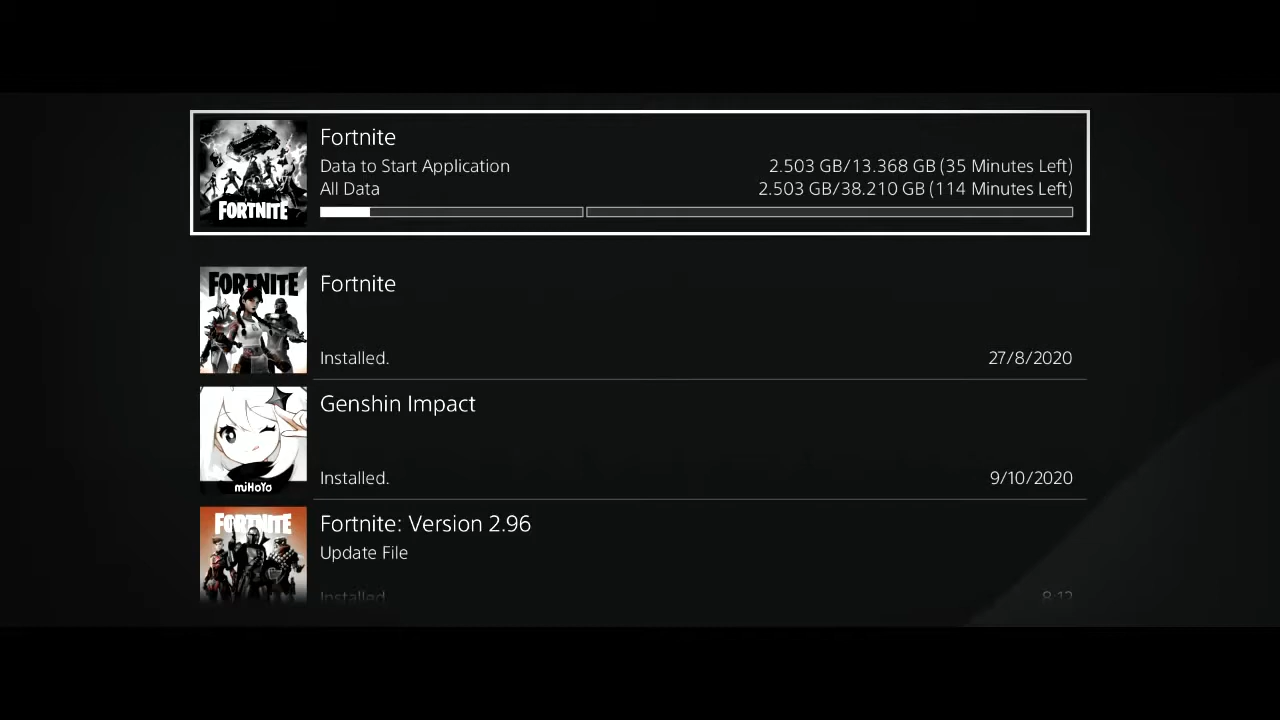 Fortnite
Data to Start Application 2.503 GB/13.368 GB (35 Minutes Left)
All Data 2.503 GB/38.210 GB (114 Minutes Left)
FORTNITE
FORTNITE
Fortnite
Installed. 27/8/2020
Genshin Impact
miHoYo
Installed. 9/10/2020
FORTNITE
Fortnite: Version 2.96
Update File
Installed 8:12